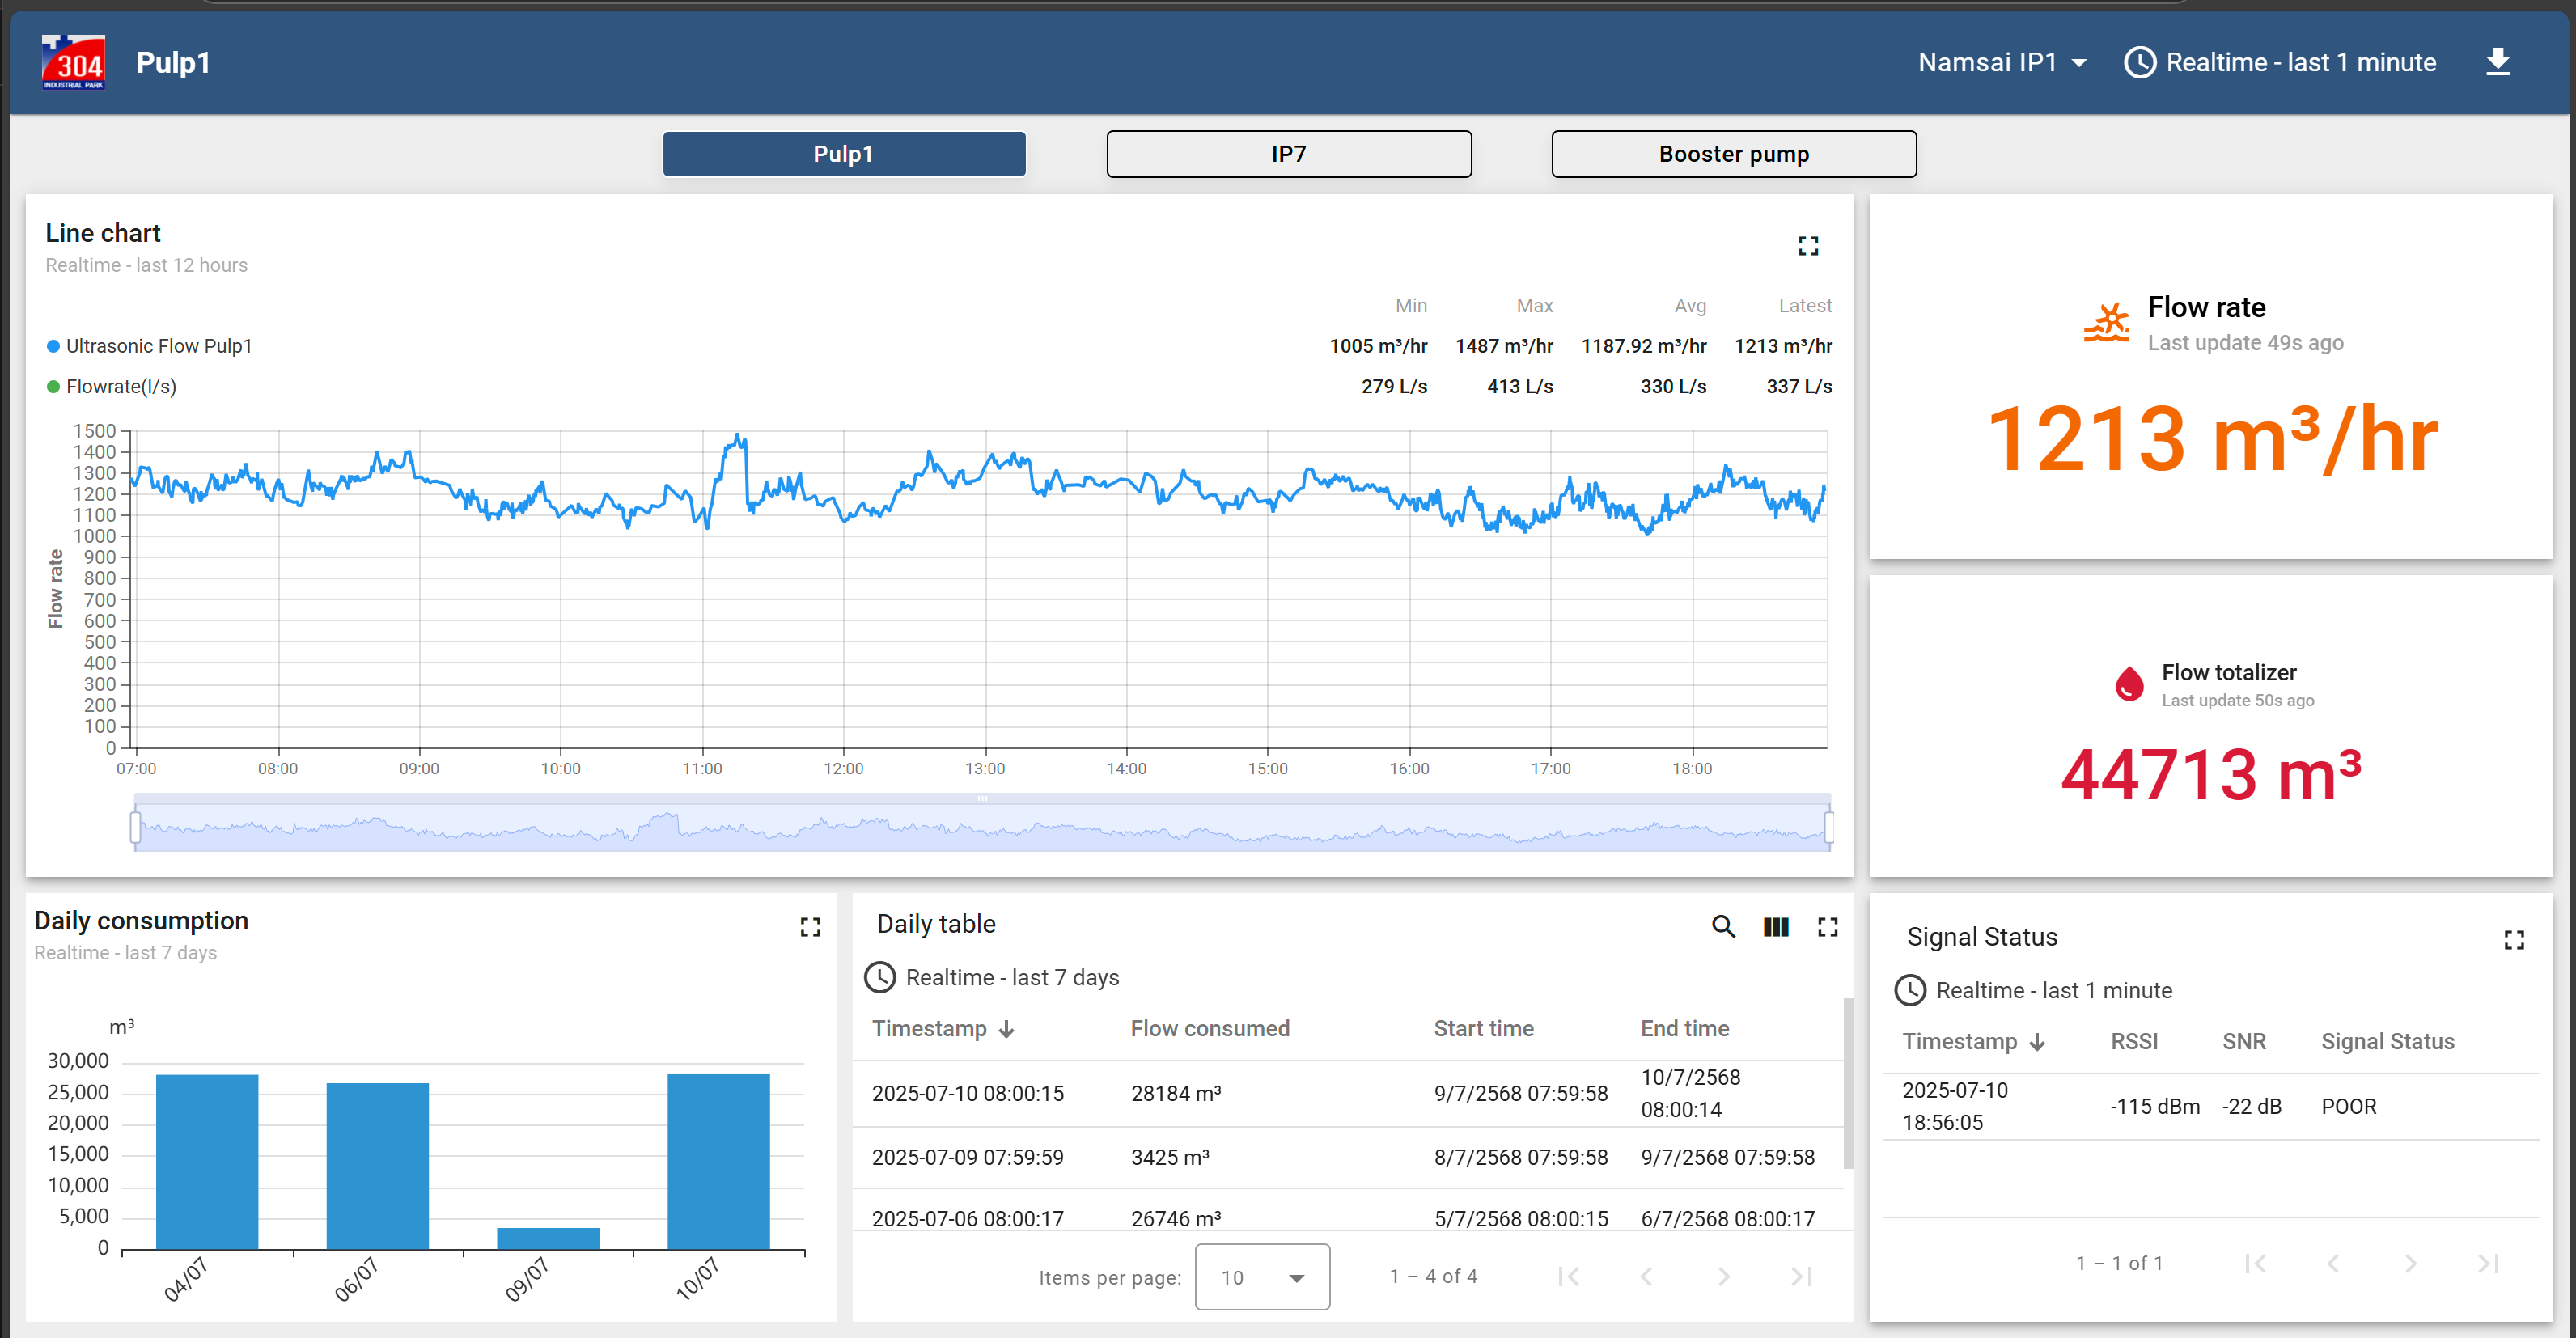 304
INDUSTRIAL PARK
Pulp1
Namsai IP1
Realtime - last 1 minute
Pulp1
IP7
Booster pump
Line chart
Realtime - last 12 hours
Min Max Avg Latest
Ultrasonic Flow Pulp1 1005 m³/hr 1487 m³/hr 1187.92 m³/hr 1213 m³/hr
Flowrate(l/s) 279 L/s 413 L/s 330 L/s 337 L/s
Flow rate
1500
1400
1300
1200
1100
1000
900
800
700
600
500
400
300
200
100
0
07:00 08:00 09:00 10:00 11:00 12:00 13:00 14:00 15:00 16:00 17:00 18:00
Flow rate
Last update 49s ago
1213 m³/hr
Flow totalizer
Last update 50s ago
44713 m³
Daily consumption
Realtime - last 7 days
m³
30,000
25,000
20,000
15,000
10,000
5,000
0
04/07 06/07 09/07 10/07
Daily table
Realtime - last 7 days
Timestamp Flow consumed Start time End time
2025-07-10 08:00:15 28184 m³ 9/7/2568 07:59:58 10/7/2568 08:00:14
2025-07-09 07:59:59 3425 m³ 8/7/2568 07:59:58 9/7/2568 07:59:58
2025-07-06 08:00:17 26746 m³ 5/7/2568 08:00:15 6/7/2568 08:00:17
Items per page: 10 1 – 4 of 4
Signal Status
Realtime - last 1 minute
Timestamp RSSI SNR Signal Status
2025-07-10 18:56:05 -115 dBm -22 dB POOR
1 – 1 of 1